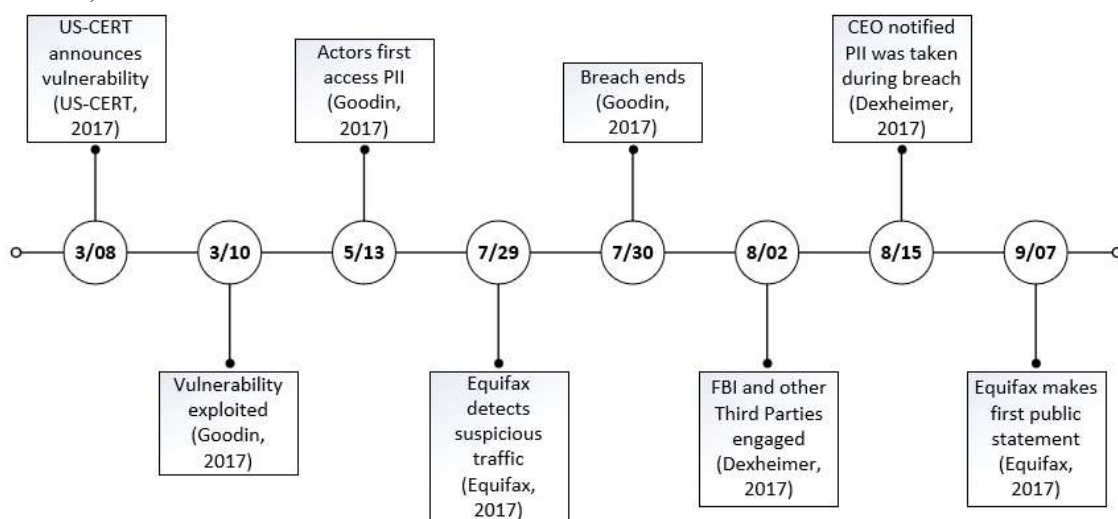 US-CERT
announces
vulnerability
(US-CERT,
2017)
Actors first
access PII
(Goodin,
2017)
Breach ends
(Goodin,
2017)
CEO notified
PII was taken
during breach
(Dexheimer,
2017)
3/08
3/10
5/13
7/29
7/30
8/02
8/15
9/07
Vulnerability
exploited
(Goodin,
2017)
Equifax
detects
suspicious
traffic
(Equifax,
2017)
FBI and other
Third Parties
engaged
(Dexheimer,
2017)
Equifax makes
first public
statement
(Equifax,
2017)